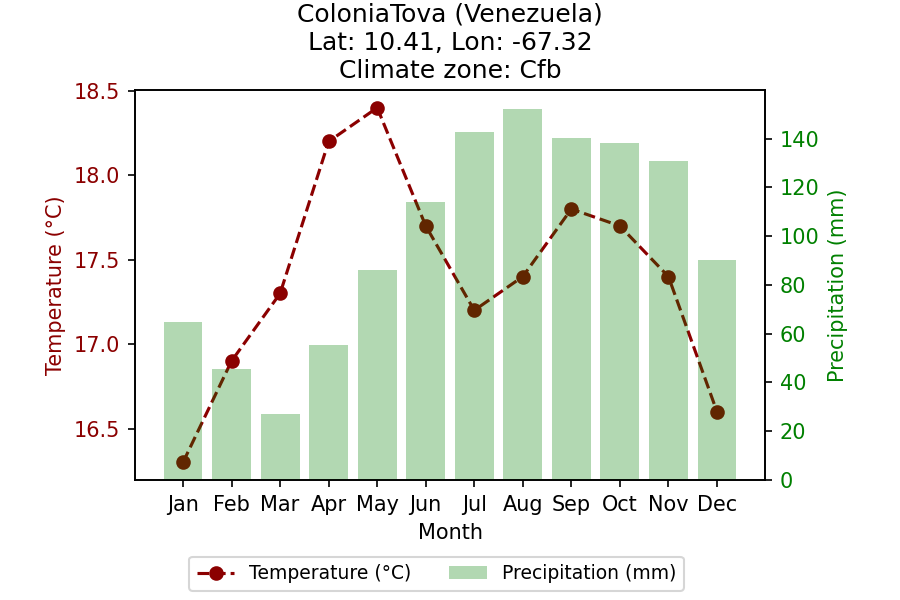 ColoniaTova (Venezuela)
Lat: 10.41, Lon: -67.32
Climate zone: Cfb
18.5
18.0
17.5
17.0
16.5
Temperature (°C)
140
120
100
80
60
40
20
0
Precipitation (mm)
Jan Feb Mar Apr May Jun Jul Aug Sep Oct Nov Dec
Month
Temperature (°C) Precipitation (mm)